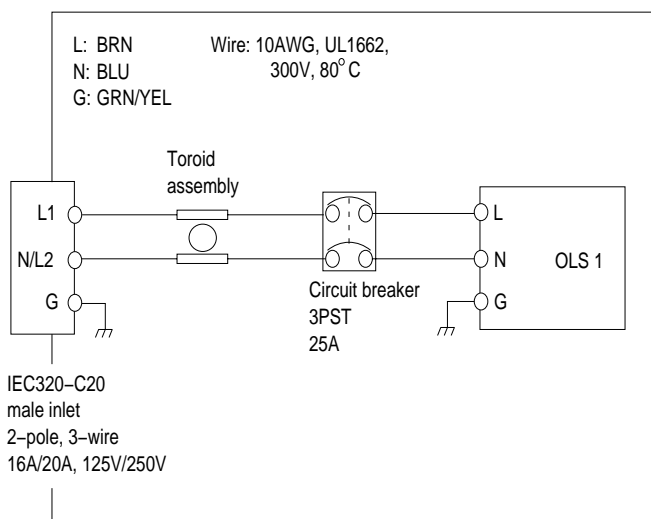 L: BRN
N: BLU
G: GRN/YEL
Wire: 10AWG, UL1662,
300V, 80°C
Toroid
assembly
L1
N/L2
G
L
N
G
OLS 1
Circuit breaker
3PST
25A
IEC320–C20
male inlet
2–pole, 3–wire
16A/20A, 125V/250V